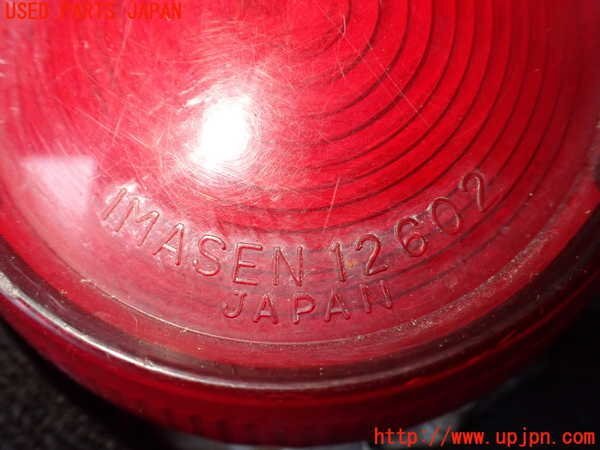 USED PARTS JAPAN
IMASEN 12602
JAPAN
http://www.upjpn.com/